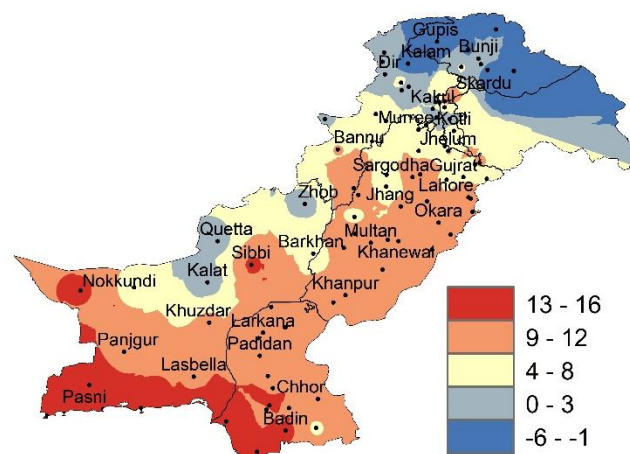 Gupis
Kalam
Bunji
Dir
Skardu
Kakul
Murree
Kotli
Bannu
Jhelum
Sargodha
Gujrat
Zhob
Jhang
Lahore
Okara
Quetta
Multan
Sibbi
Barkhan
Khanewal
Nokkundi
Kalat
Khanpur
Khuzdar
Larkana
Panjgur
Padidan
Lasbella
Pasni
Chhor
Badin
13 - 16
9 - 12
4 - 8
0 - 3
-6 - -1